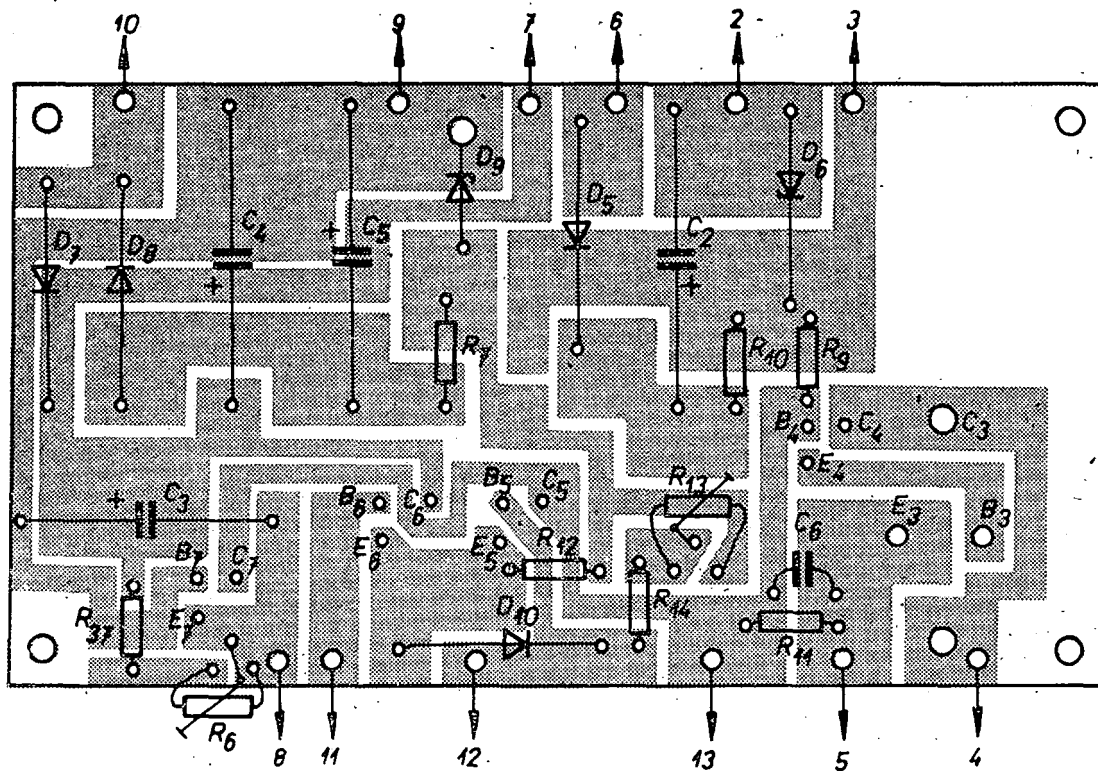 10 9 7 6 2 3
D9 D6
D5
D7 D8 C4 + + C5 C2 +
R7 R10 R9
B4 C4 C3
E4
R13
+ C3 B6 C6 B5 C5 C6 E3 B3
E6 E5 R12
B7 C7
R37 E7 D10 R14 R11
R6
8 11 12 13 5 4